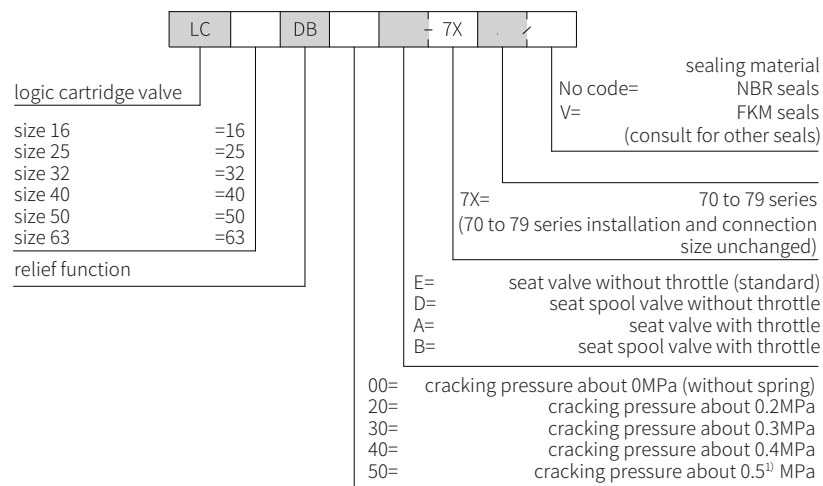 LC DB - 7X . /
sealing material
No code= NBR seals
V= FKM seals
(consult for other seals)
logic cartridge valve
size 16 =16
size 25 =25
size 32 =32
size 40 =40
size 50 =50
size 63 =63
relief function
7X= 70 to 79 series
(70 to 79 series installation and connection
size unchanged)
E= seat valve without throttle (standard)
D= seat spool valve without throttle
A= seat valve with throttle
B= seat spool valve with throttle
00= cracking pressure about 0MPa (without spring)
20= cracking pressure about 0.2MPa
30= cracking pressure about 0.3MPa
40= cracking pressure about 0.4MPa
50= cracking pressure about 0.5¹⁾ MPa